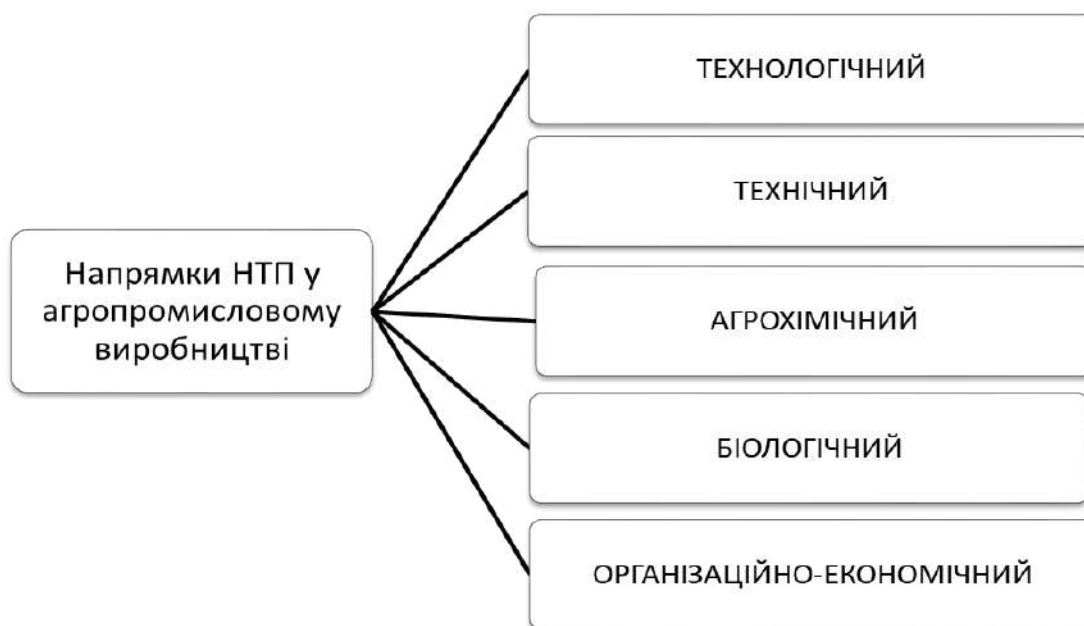 Напрямки НТП у
агропромисловому
виробництві
ТЕХНОЛОГІЧНИЙ
ТЕХНІЧНИЙ
АГРОХІМІЧНИЙ
БІОЛОГІЧНИЙ
ОРГАНІЗАЦІЙНО-ЕКОНОМІЧНИЙ